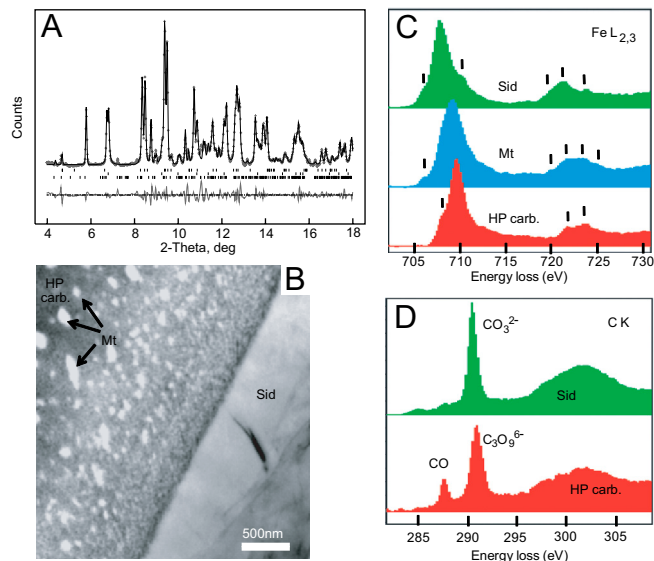 A
Counts
4 6 8 10 12 14 16 18
2-Theta, deg
B
HP
carb.
Mt
Sid
500nm
C
Fe L2,3
Sid
Mt
HP carb.
705 710 715 720 725 730
Energy loss (eV)
D
CO₃²⁻
C K
Sid
C₃O₉⁶⁻
CO
HP carb.
285 290 295 300 305
Energy loss (eV)